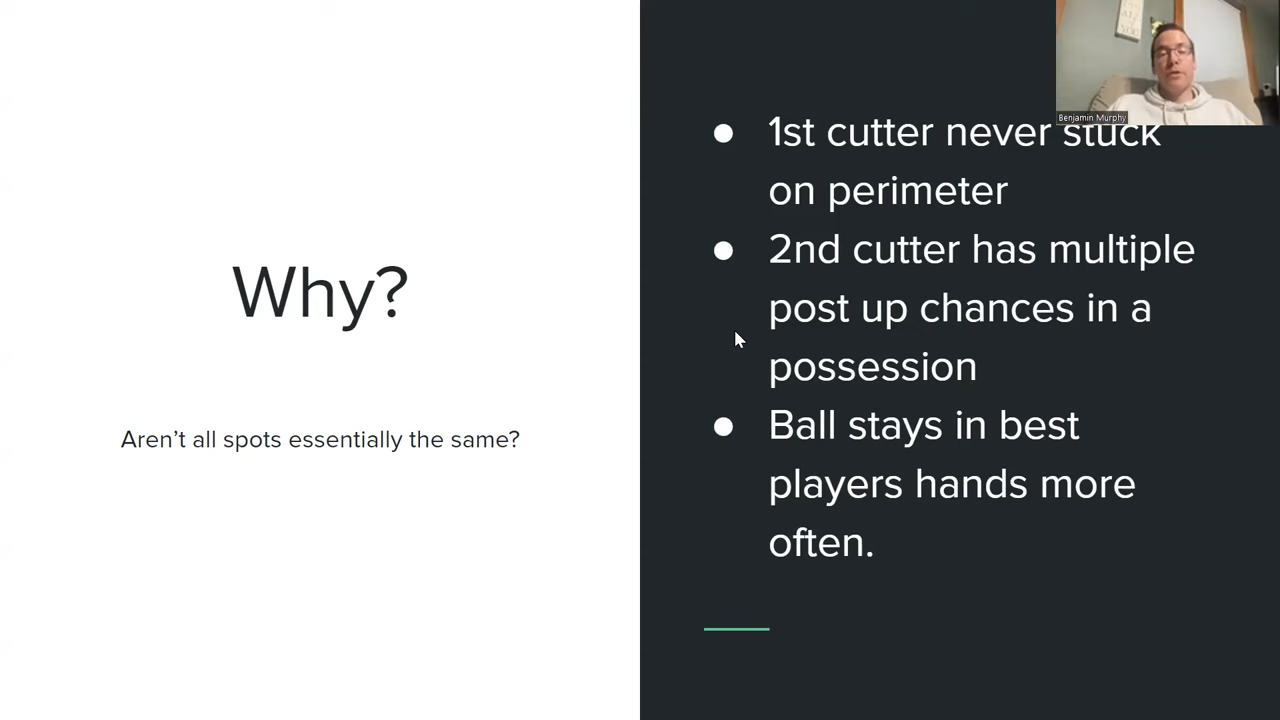 Why?
Aren’t all spots essentially the same?
● 1st cutter never stuck
on perimeter
● 2nd cutter has multiple
post up chances in a
possession
● Ball stays in best
players hands more
often.
Benjamin Murphy